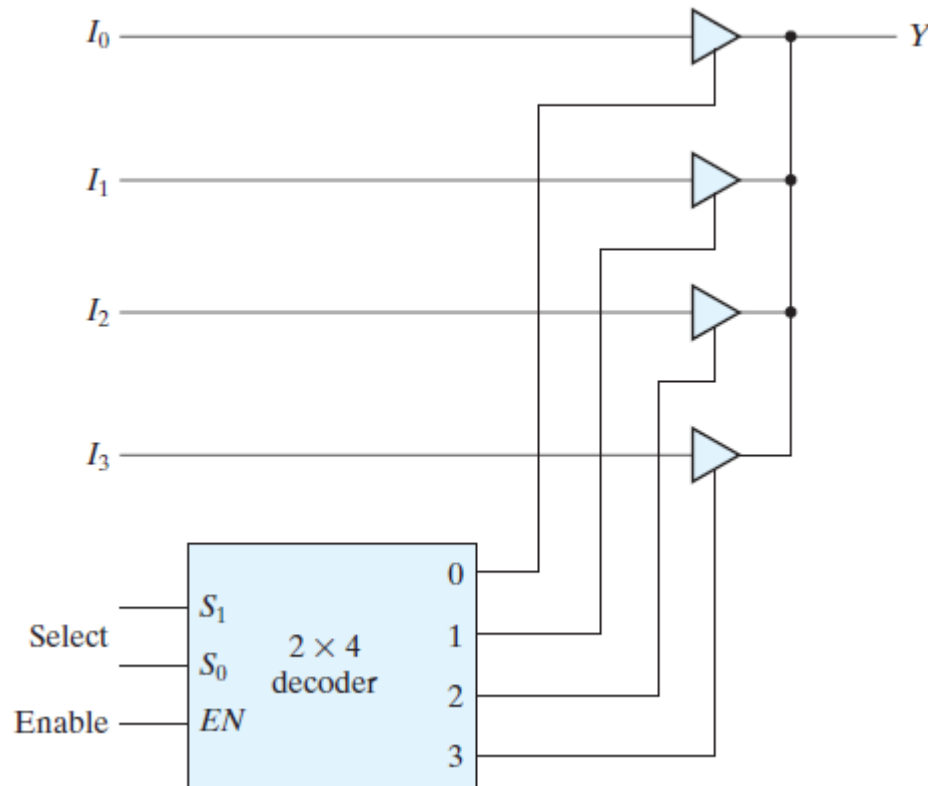 I₀
Y
I₁
I₂
I₃
0
S₁
Select
1
2 × 4
decoder
S₀
2
Enable
EN
3